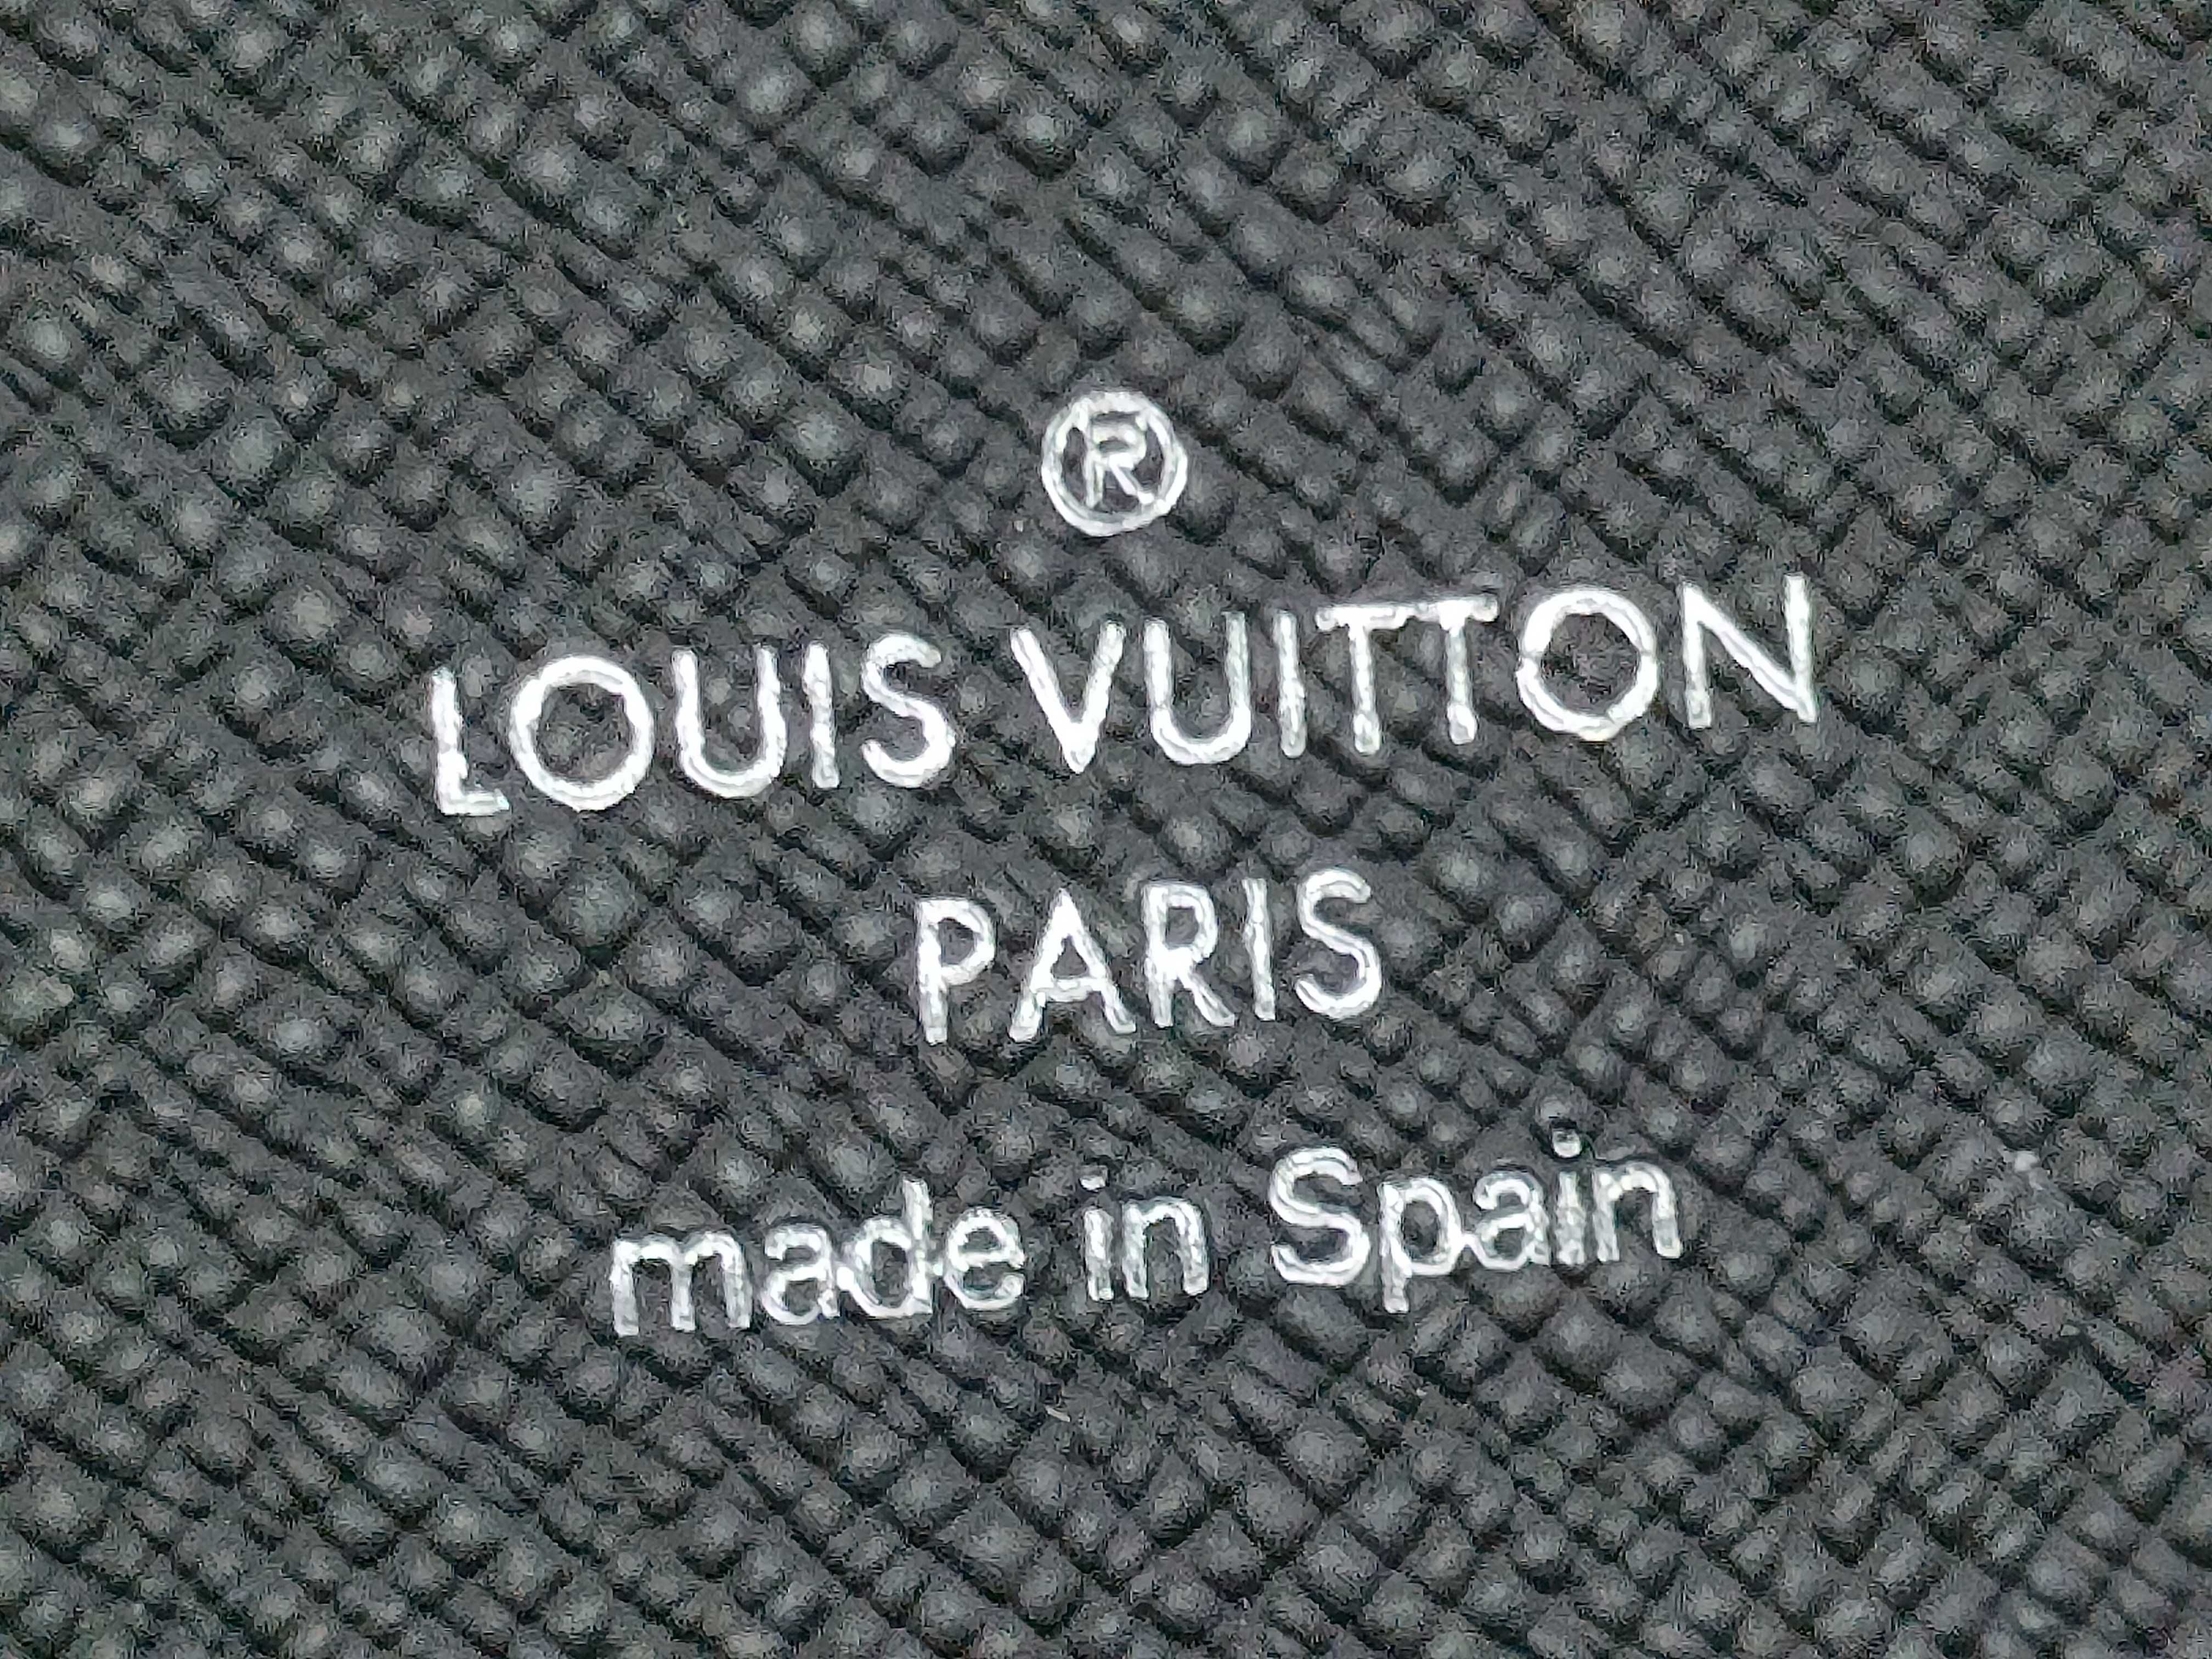 ®
LOUIS VUITTON
PARIS
made in Spain